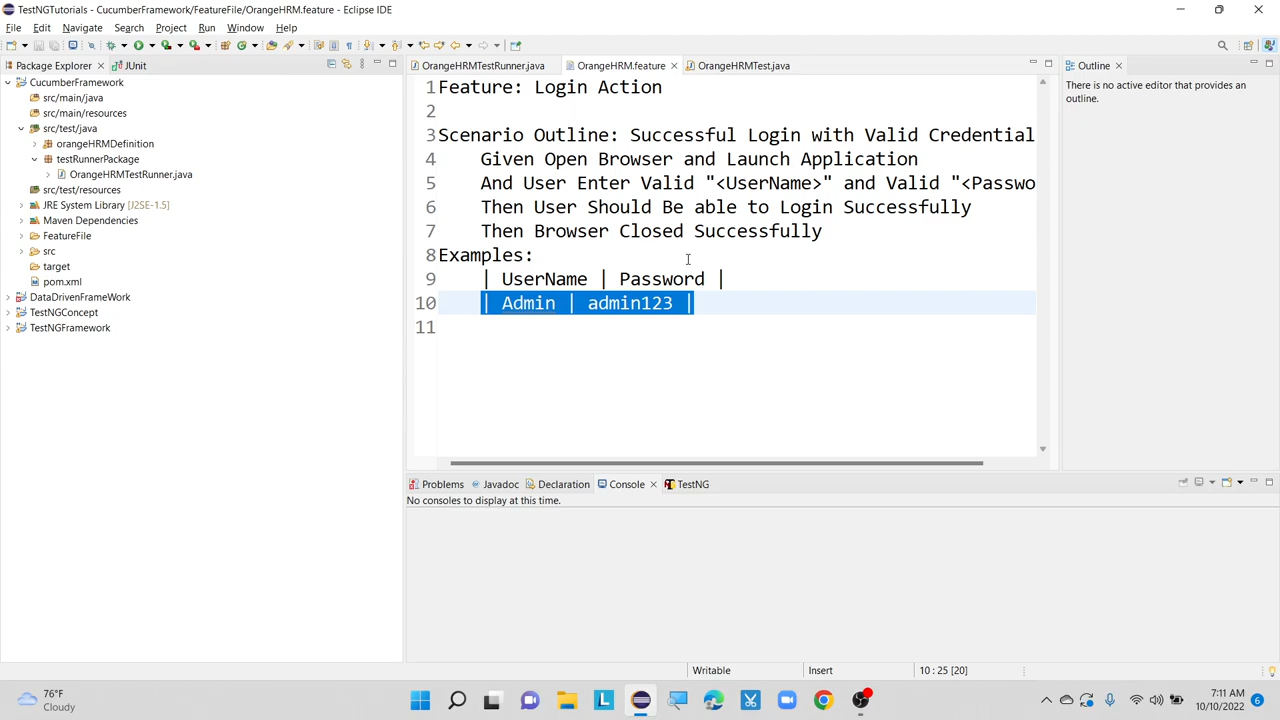 TestNGTutorials - CucumberFramework/FeatureFile/OrangeHRM.feature - Eclipse IDE
File Edit Navigate Search Project Run Window Help
Package Explorer JUnit
OrangeHRMTestRunner.java OrangeHRM.feature OrangeHRMTest.java
Outline
CucumberFramework
src/main/java
src/main/resources
src/test/java
orangeHRMDefinition
testRunnerPackage
OrangeHRMTestRunner.java
src/test/resources
JRE System Library [J2SE-1.5]
Maven Dependencies
FeatureFile
src
target
pom.xml
DataDrivenFrameWork
TestNGConcept
TestNGFramework
1 Feature: Login Action
2
3 Scenario Outline: Successful Login with Valid Credential
4 Given Open Browser and Launch Application
5 And User Enter Valid "<UserName>" and Valid "<Passwo
6 Then User Should Be able to Login Successfully
7 Then Browser Closed Successfully
8 Examples:
9 | UserName | Password |
10 | Admin | admin123 |
11
There is no active editor that provides an
outline.
Problems Javadoc Declaration Console TestNG
No consoles to display at this time.
Writable Insert 10 : 25 [20]
76°F
Cloudy
7:11 AM
10/10/2022
6